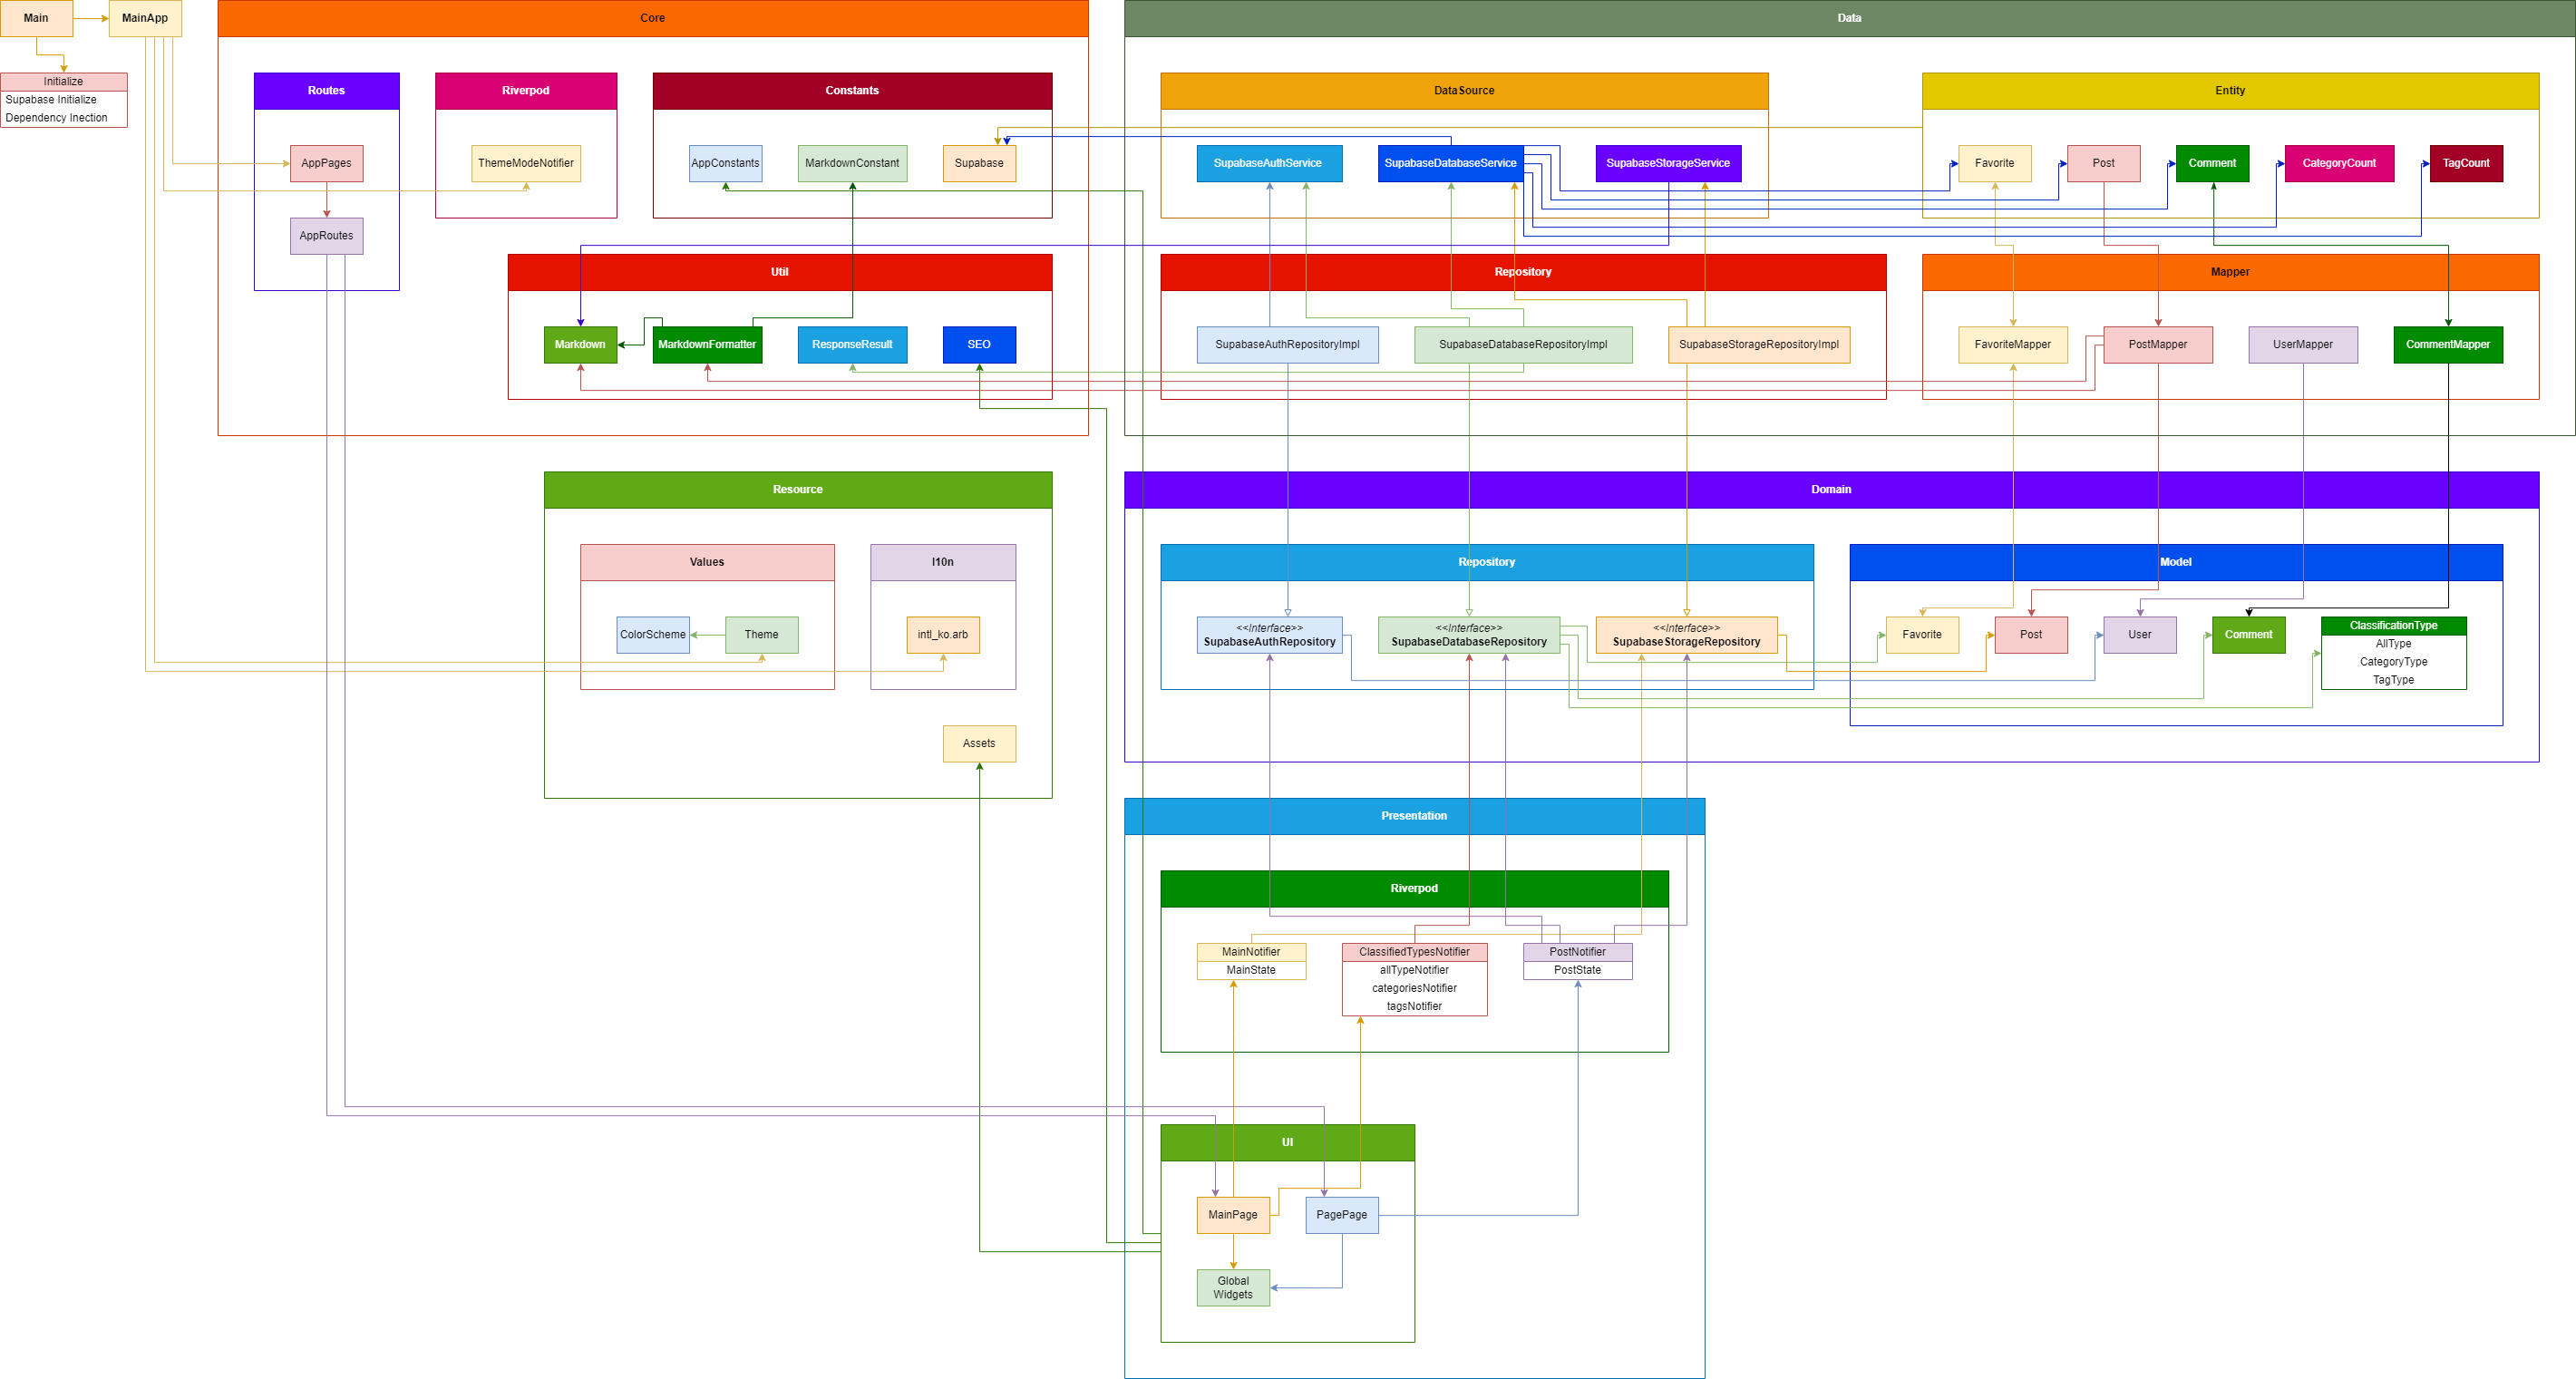 Main
MainApp
Core
Data
Initialize
Supabase Initialize
Dependency Inection
Routes
Riverpod
Constants
DataSource
Entity
AppPages
ThemeModeNotifier
AppConstants
MarkdownConstant
Supabase
SupabaseAuthService
SupabaseDatabaseService
SupabaseStorageService
Favorite
Post
Comment
CategoryCount
TagCount
AppRoutes
Util
Repository
Mapper
Markdown
MarkdownFormatter
ResponseResult
SEO
SupabaseAuthRepositoryImpl
SupabaseDatabaseRepositoryImpl
SupabaseStorageRepositoryImpl
FavoriteMapper
PostMapper
UserMapper
CommentMapper
Resource
Domain
Values
l10n
Repository
Model
ColorScheme
Theme
intl_ko.arb
<<Interface>>
SupabaseAuthRepository
<<Interface>>
SupabaseDatabaseRepository
<<Interface>>
SupabaseStorageRepository
Favorite
Post
User
Comment
ClassificationType
AllType
CategoryType
TagType
Assets
Presentation
Riverpod
MainNotifier
MainState
ClassifiedTypesNotifier
allTypeNotifier
categoriesNotifier
tagsNotifier
PostNotifier
PostState
UI
MainPage
PagePage
Global
Widgets